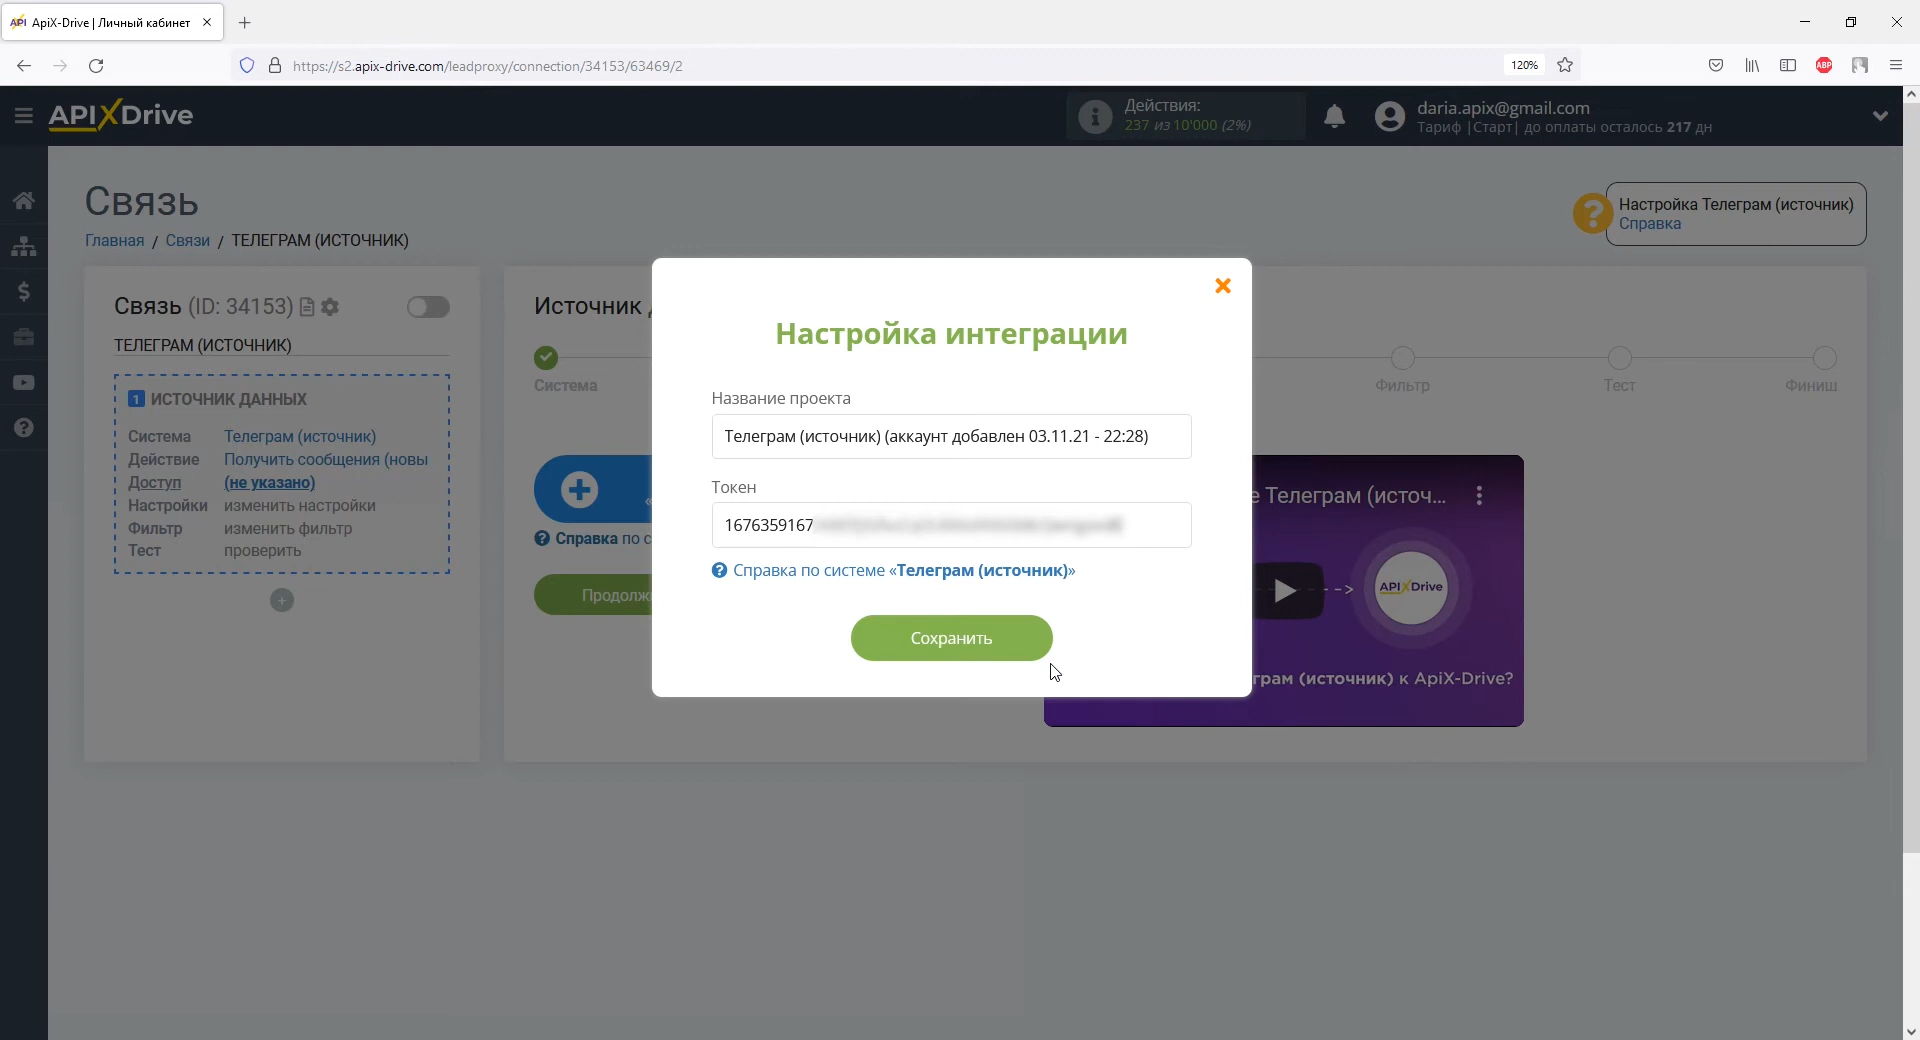 ApiX-Drive | Личный кабинет
https://s2.apix-drive.com/leadproxy/connection/34153/63469/2
120%
ABP
APIXDrive
Действия:
237 из 10'000 (2%)
daria.apix@gmail.com
Тариф |Старт| до оплаты осталось 217 дн
Связь
Главная / Связи / ТЕЛЕГРАМ (ИСТОЧНИК)
Настройка Телеграм (источник)
Справка
Связь (ID: 34153)
ТЕЛЕГРАМ (ИСТОЧНИК)
1 ИСТОЧНИК ДАННЫХ
Система Телеграм (источник)
Действие Получить сообщения (новы
Доступ (не указано)
Настройки изменить настройки
Фильтр изменить фильтр
Тест проверить
Источник
Система
Фильтр
Тест
Финиш
«
Справка по с
Продолж
Настройка интеграции
Название проекта
Телеграм (источник) (аккаунт добавлен 03.11.21 - 22:28)
Токен
1676359167
Справка по системе «Телеграм (источник)»
Сохранить
е Телеграм (источ...
APIXDrive
грам (источник) к ApiX-Drive?